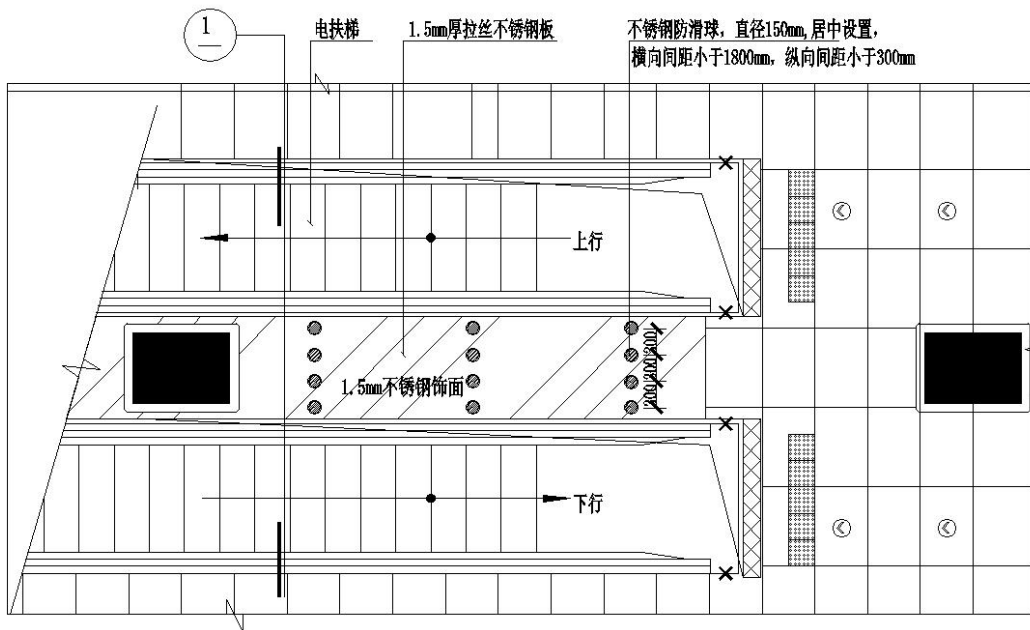 1
电扶梯
1.5mm厚拉丝不锈钢板
不锈钢防滑球，直径150mm,居中设置，
横向间距小于1800mm，纵向间距小于300mm
上行
300
300
300
1.5mm不锈钢饰面
下行